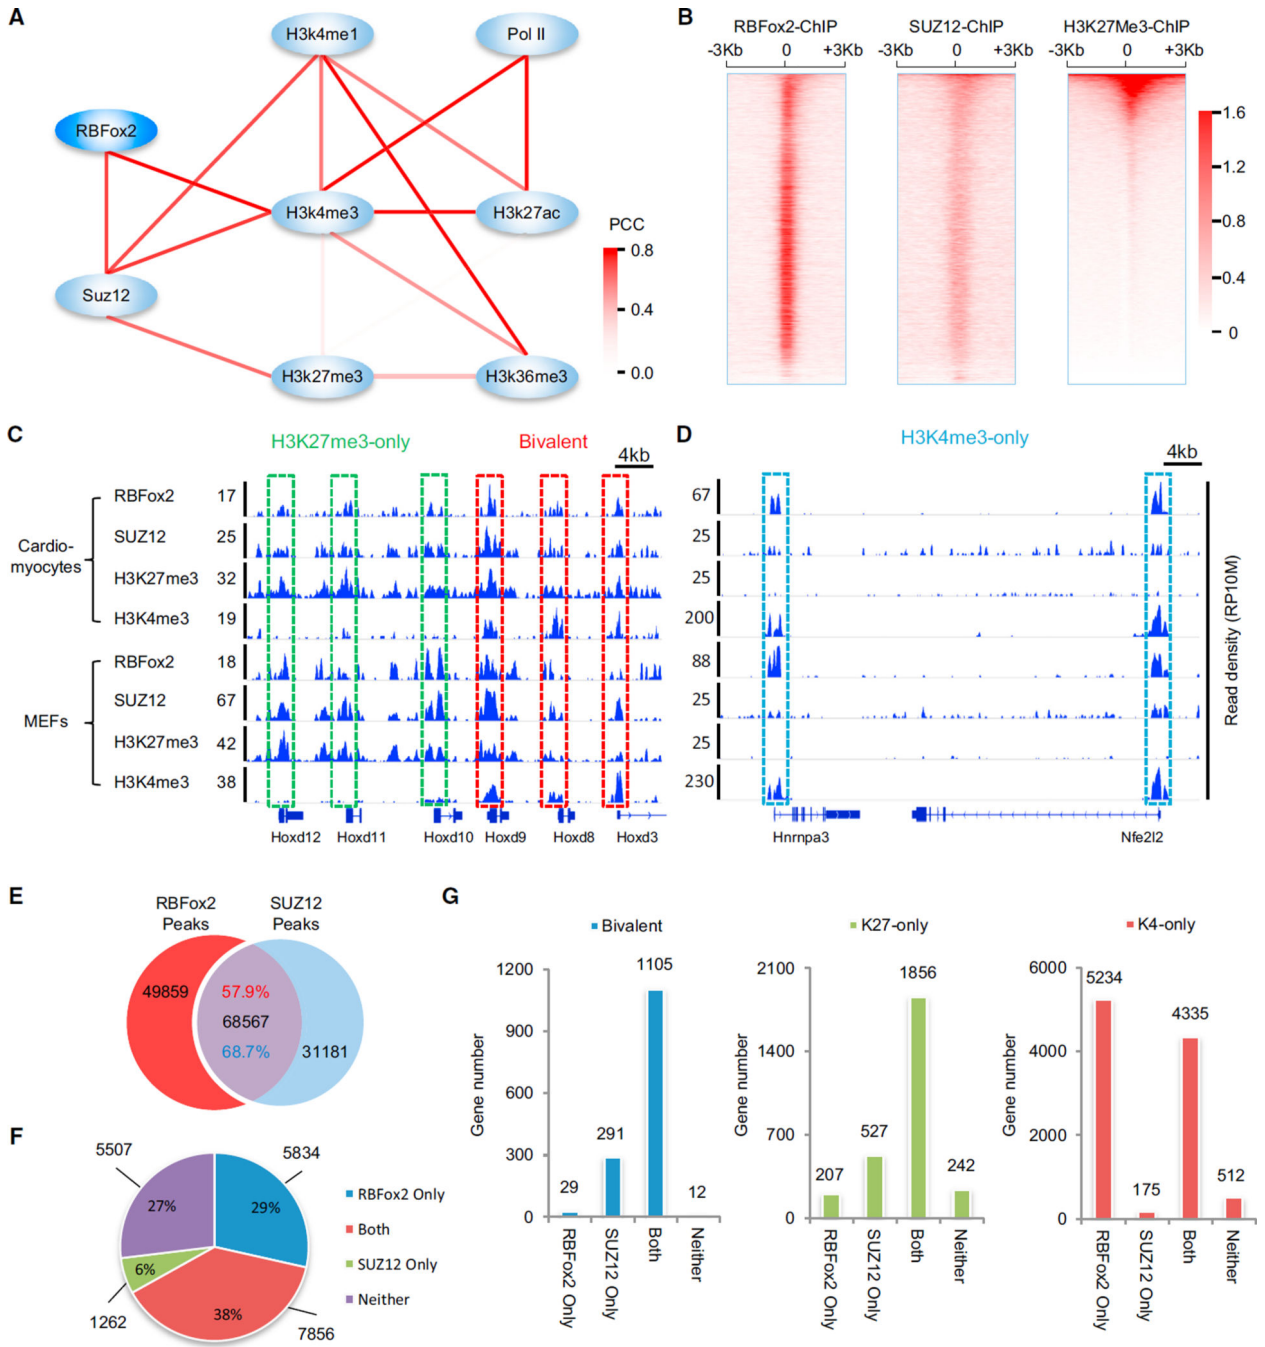 A
H3k4me1
Pol II
RBFox2
H3k4me3
H3k27ac
Suz12
H3k27me3
H3k36me3
PCC
0.8
0.4
0.0
B
RBFox2-ChIP
SUZ12-ChIP
H3K27Me3-ChIP
-3Kb 0 +3Kb
-3Kb 0 +3Kb
-3Kb 0 +3Kb
1.6
1.2
0.8
0.4
0
C
H3K27me3-only
Bivalent
4kb
Cardio-
myocytes
RBFox2 17
SUZ12 25
H3K27me3 32
H3K4me3 19
MEFs
RBFox2 18
SUZ12 67
H3K27me3 42
H3K4me3 38
Hoxd12 Hoxd11 Hoxd10 Hoxd9 Hoxd8 Hoxd3
D
H3K4me3-only
4kb
67
25
25
200
88
25
25
230
Read density (RP10M)
Hnrnpa3
Nfe2l2
E
RBFox2
Peaks
SUZ12
Peaks
49859
57.9%
68567
68.7%
31181
F
5507
5834
27%
29%
6%
38%
1262
7856
RBFox2 Only
Both
SUZ12 Only
Neither
G
Bivalent
Gene number
1200
900
600
300
0
29
291
1105
12
RBFox2 Only
SUZ12 Only
Both
Neither
K27-only
Gene number
2100
1400
700
0
207
527
1856
242
RBFox2 Only
SUZ12 Only
Both
Neither
K4-only
Gene number
6000
4000
2000
0
5234
175
4335
512
RBFox2 Only
SUZ12 Only
Both
Neither